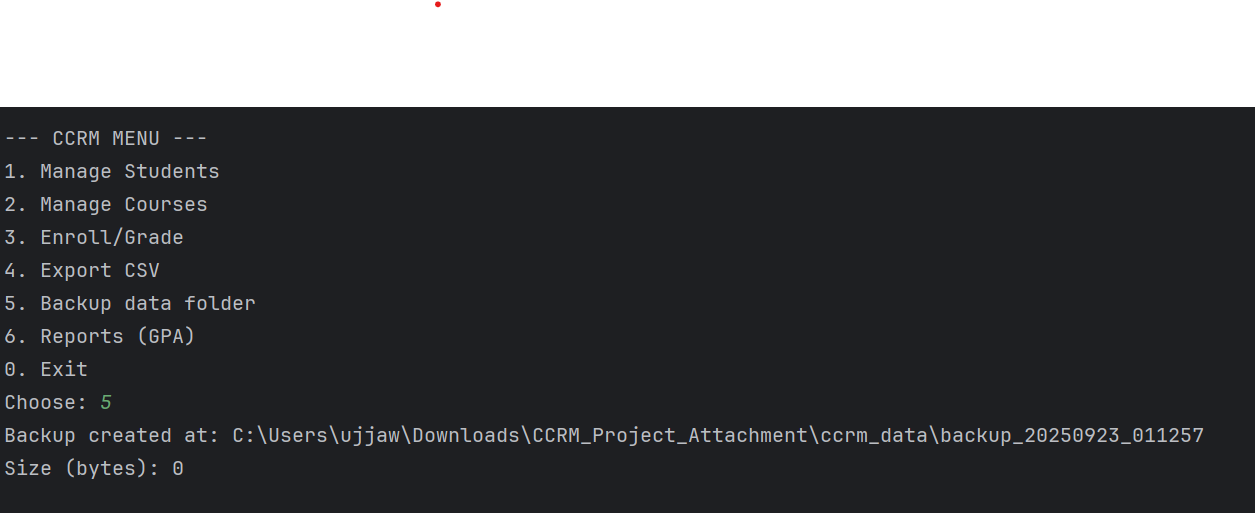 --- CCRM MENU ---
1. Manage Students
2. Manage Courses
3. Enroll/Grade
4. Export CSV
5. Backup data folder
6. Reports (GPA)
0. Exit
Choose: 5
Backup created at: C:\Users\ujjaw\Downloads\CCRM_Project_Attachment\ccrm_data\backup_20250923_011257
Size (bytes): 0